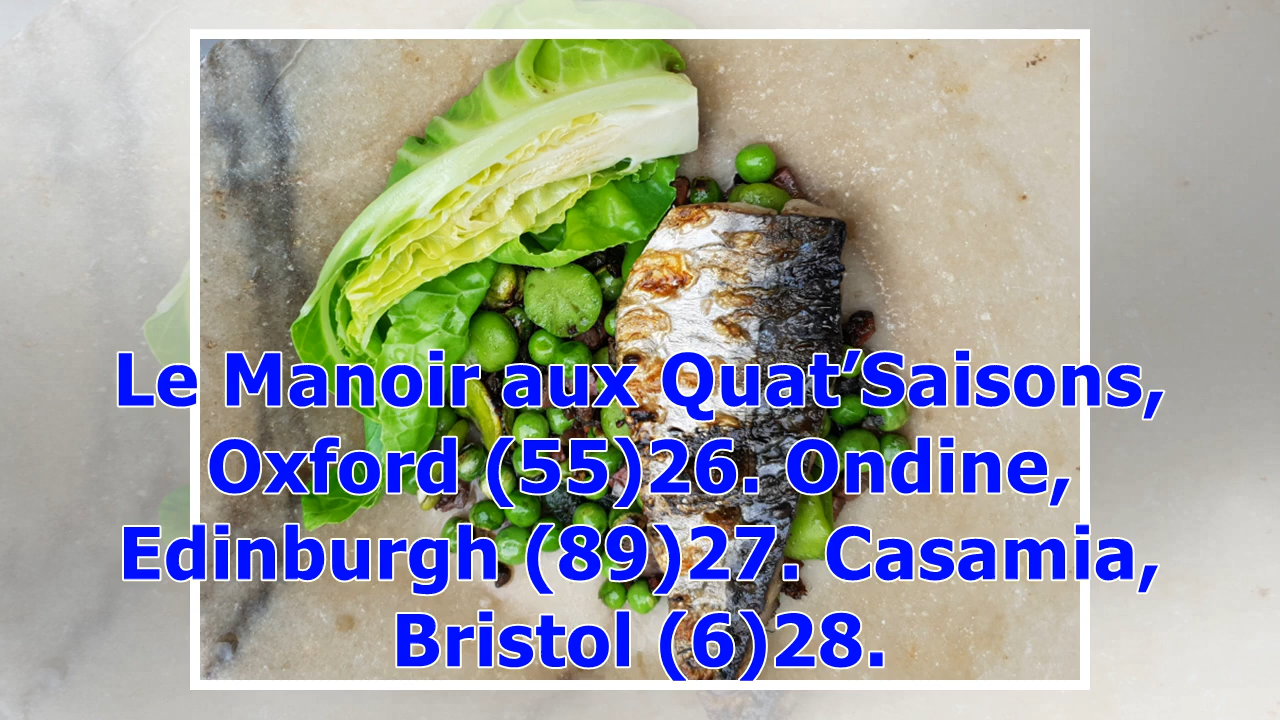 Le Manoir aux Quat’Saisons,
Oxford (55)26. Ondine,
Edinburgh (89)27. Casamia,
Bristol (6)28.